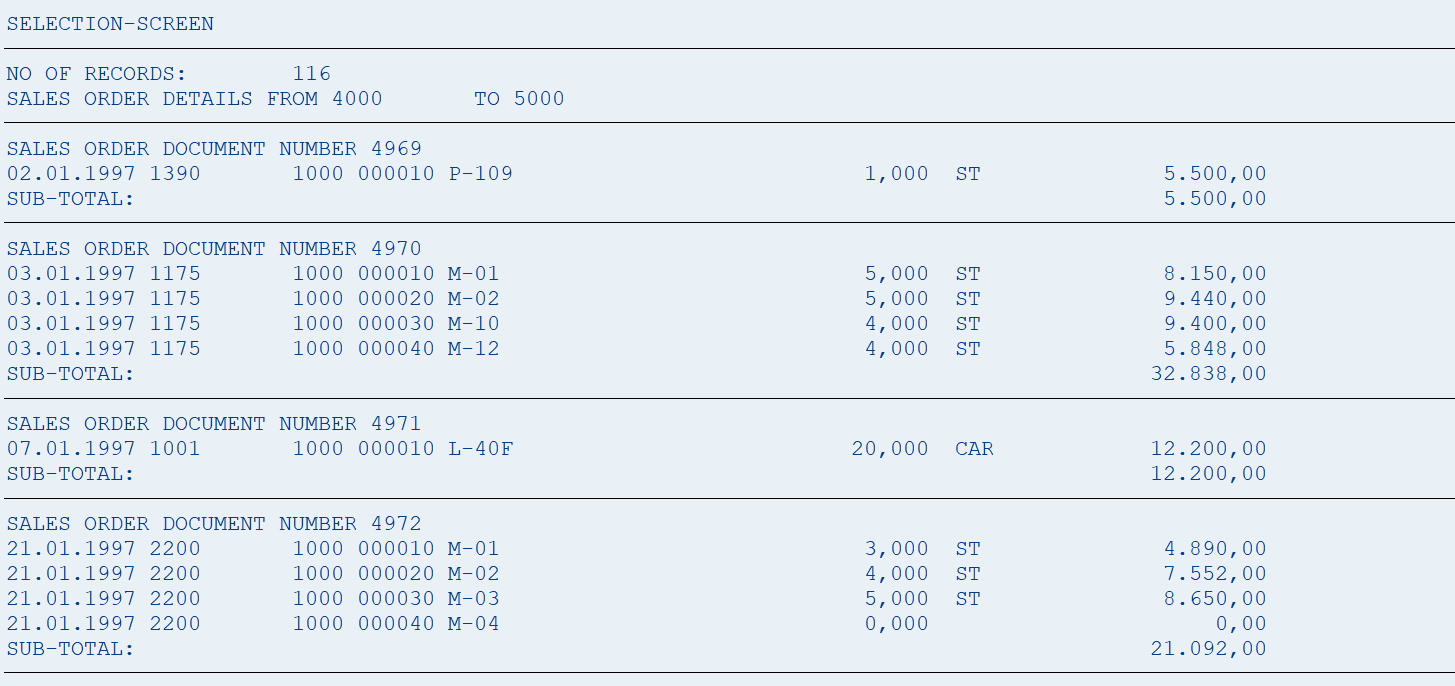 SELECTION-SCREEN
NO OF RECORDS: 116
SALES ORDER DETAILS FROM 4000 TO 5000
SALES ORDER DOCUMENT NUMBER 4969
02.01.1997 1390 1000 000010 P-109 1,000 ST 5.500,00
SUB-TOTAL: 5.500,00
SALES ORDER DOCUMENT NUMBER 4970
03.01.1997 1175 1000 000010 M-01 5,000 ST 8.150,00
03.01.1997 1175 1000 000020 M-02 5,000 ST 9.440,00
03.01.1997 1175 1000 000030 M-10 4,000 ST 9.400,00
03.01.1997 1175 1000 000040 M-12 4,000 ST 5.848,00
SUB-TOTAL: 32.838,00
SALES ORDER DOCUMENT NUMBER 4971
07.01.1997 1001 1000 000010 L-40F 20,000 CAR 12.200,00
SUB-TOTAL: 12.200,00
SALES ORDER DOCUMENT NUMBER 4972
21.01.1997 2200 1000 000010 M-01 3,000 ST 4.890,00
21.01.1997 2200 1000 000020 M-02 4,000 ST 7.552,00
21.01.1997 2200 1000 000030 M-03 5,000 ST 8.650,00
21.01.1997 2200 1000 000040 M-04 0,000 0,00
SUB-TOTAL: 21.092,00